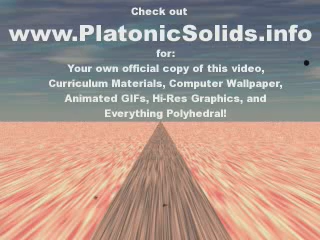 Check out
www.PlatonicSolids.info
for:
Your own official copy of this video,
Curriculum Materials, Computer Wallpaper,
Animated GIFs, Hi-Res Graphics, and
Everything Polyhedral!